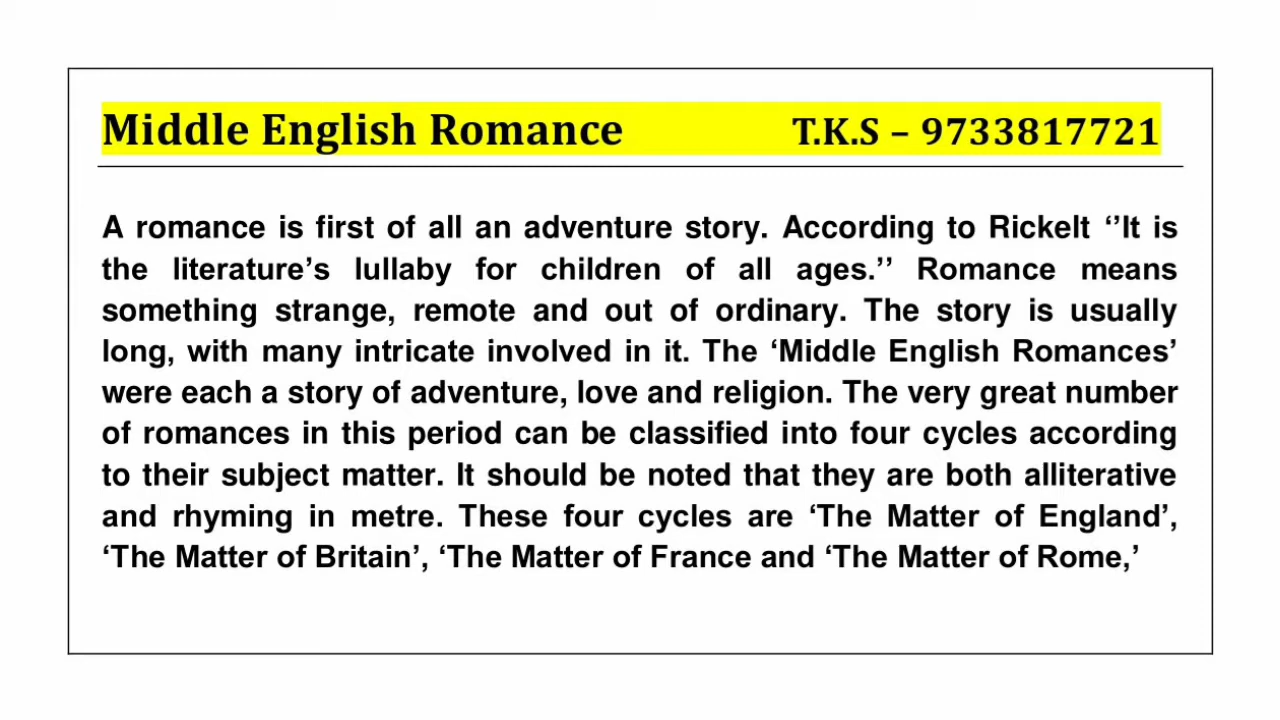 Middle English Romance T.K.S – 9733817721
A romance is first of all an adventure story. According to Rickelt ‘’It is
the literature’s lullaby for children of all ages.’’ Romance means
something strange, remote and out of ordinary. The story is usually
long, with many intricate involved in it. The ‘Middle English Romances’
were each a story of adventure, love and religion. The very great number
of romances in this period can be classified into four cycles according
to their subject matter. It should be noted that they are both alliterative
and rhyming in metre. These four cycles are ‘The Matter of England’,
‘The Matter of Britain’, ‘The Matter of France and ‘The Matter of Rome,’